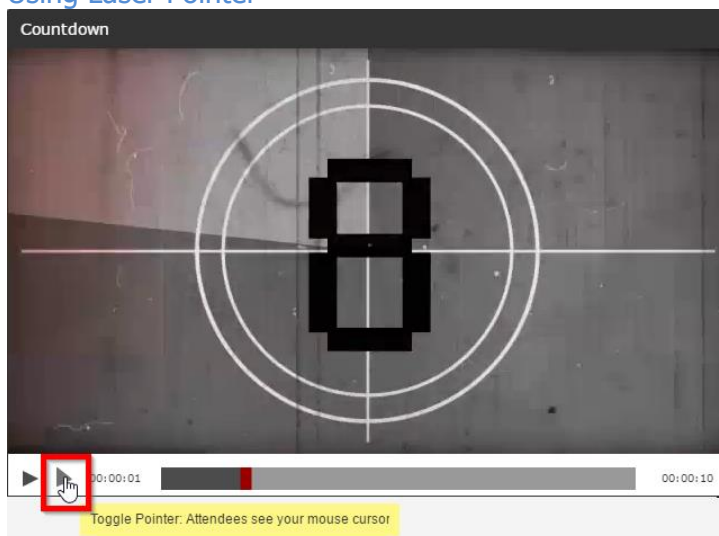 Using Laser Pointer
Countdown
8
00:00:01
00:00:10
Toggle Pointer: Attendees see your mouse cursor